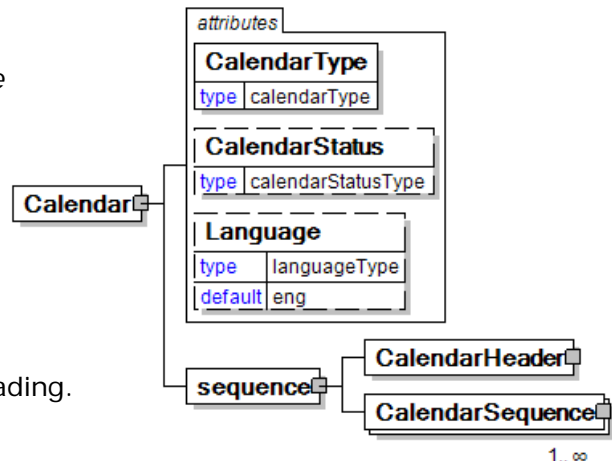 attributes
CalendarType
type calendarType
CalendarStatus
type calendarStatusType
Calendar
Language
type languageType
default eng
CalendarHeader
sequence
CalendarSequence
1..∞